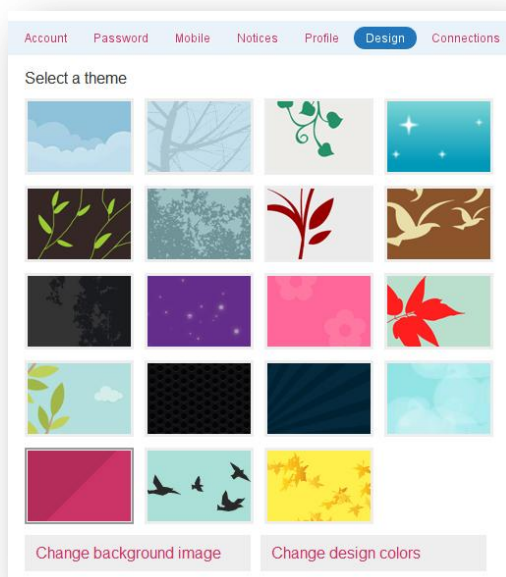 Account Password Mobile Notices Profile Design Connections
Select a theme
Change background image Change design colors